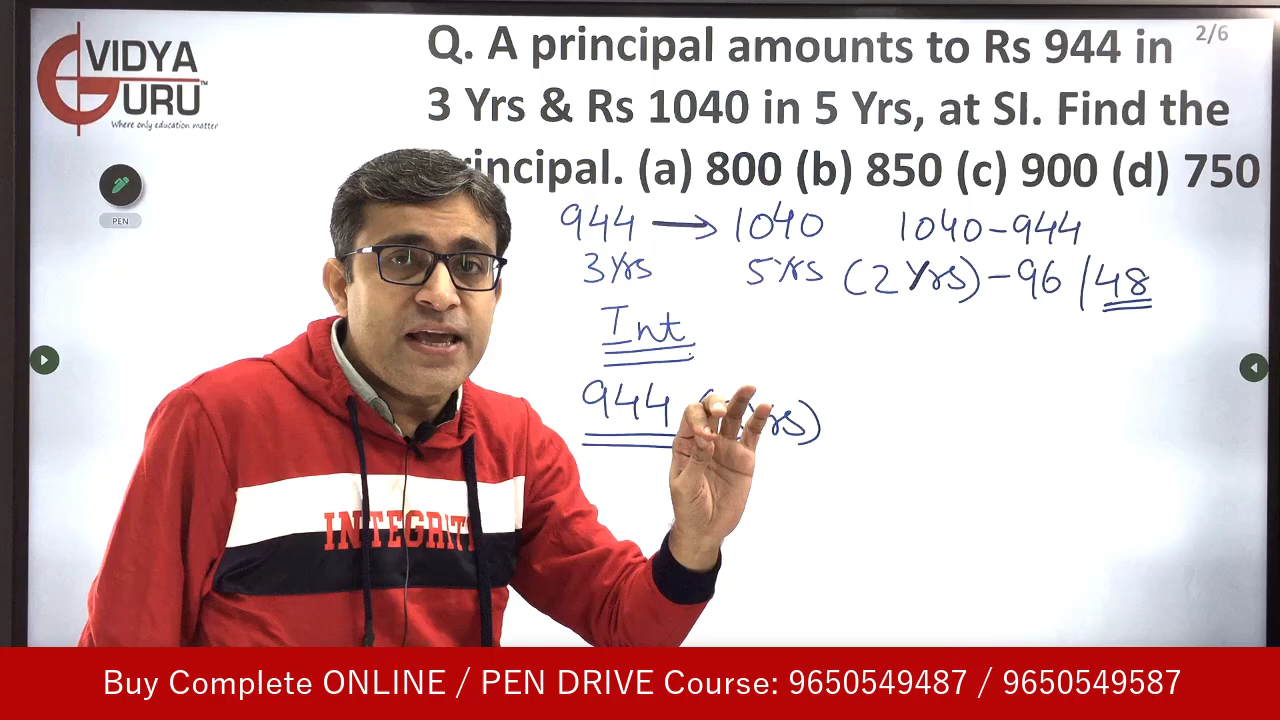 VIDYA
GURU
TM
Where only education matter
Q. A principal amounts to Rs 944 in
2/6
3 Yrs & Rs 1040 in 5 Yrs, at SI. Find the
rincipal. (a) 800 (b) 850 (c) 900 (d) 750
PEN
944 → 1040 1040-944
3Yrs 5Yrs (2Yrs) - 96 / 48
Int
944
INTEGRIT
Buy Complete ONLINE / PEN DRIVE Course: 9650549487 / 9650549587